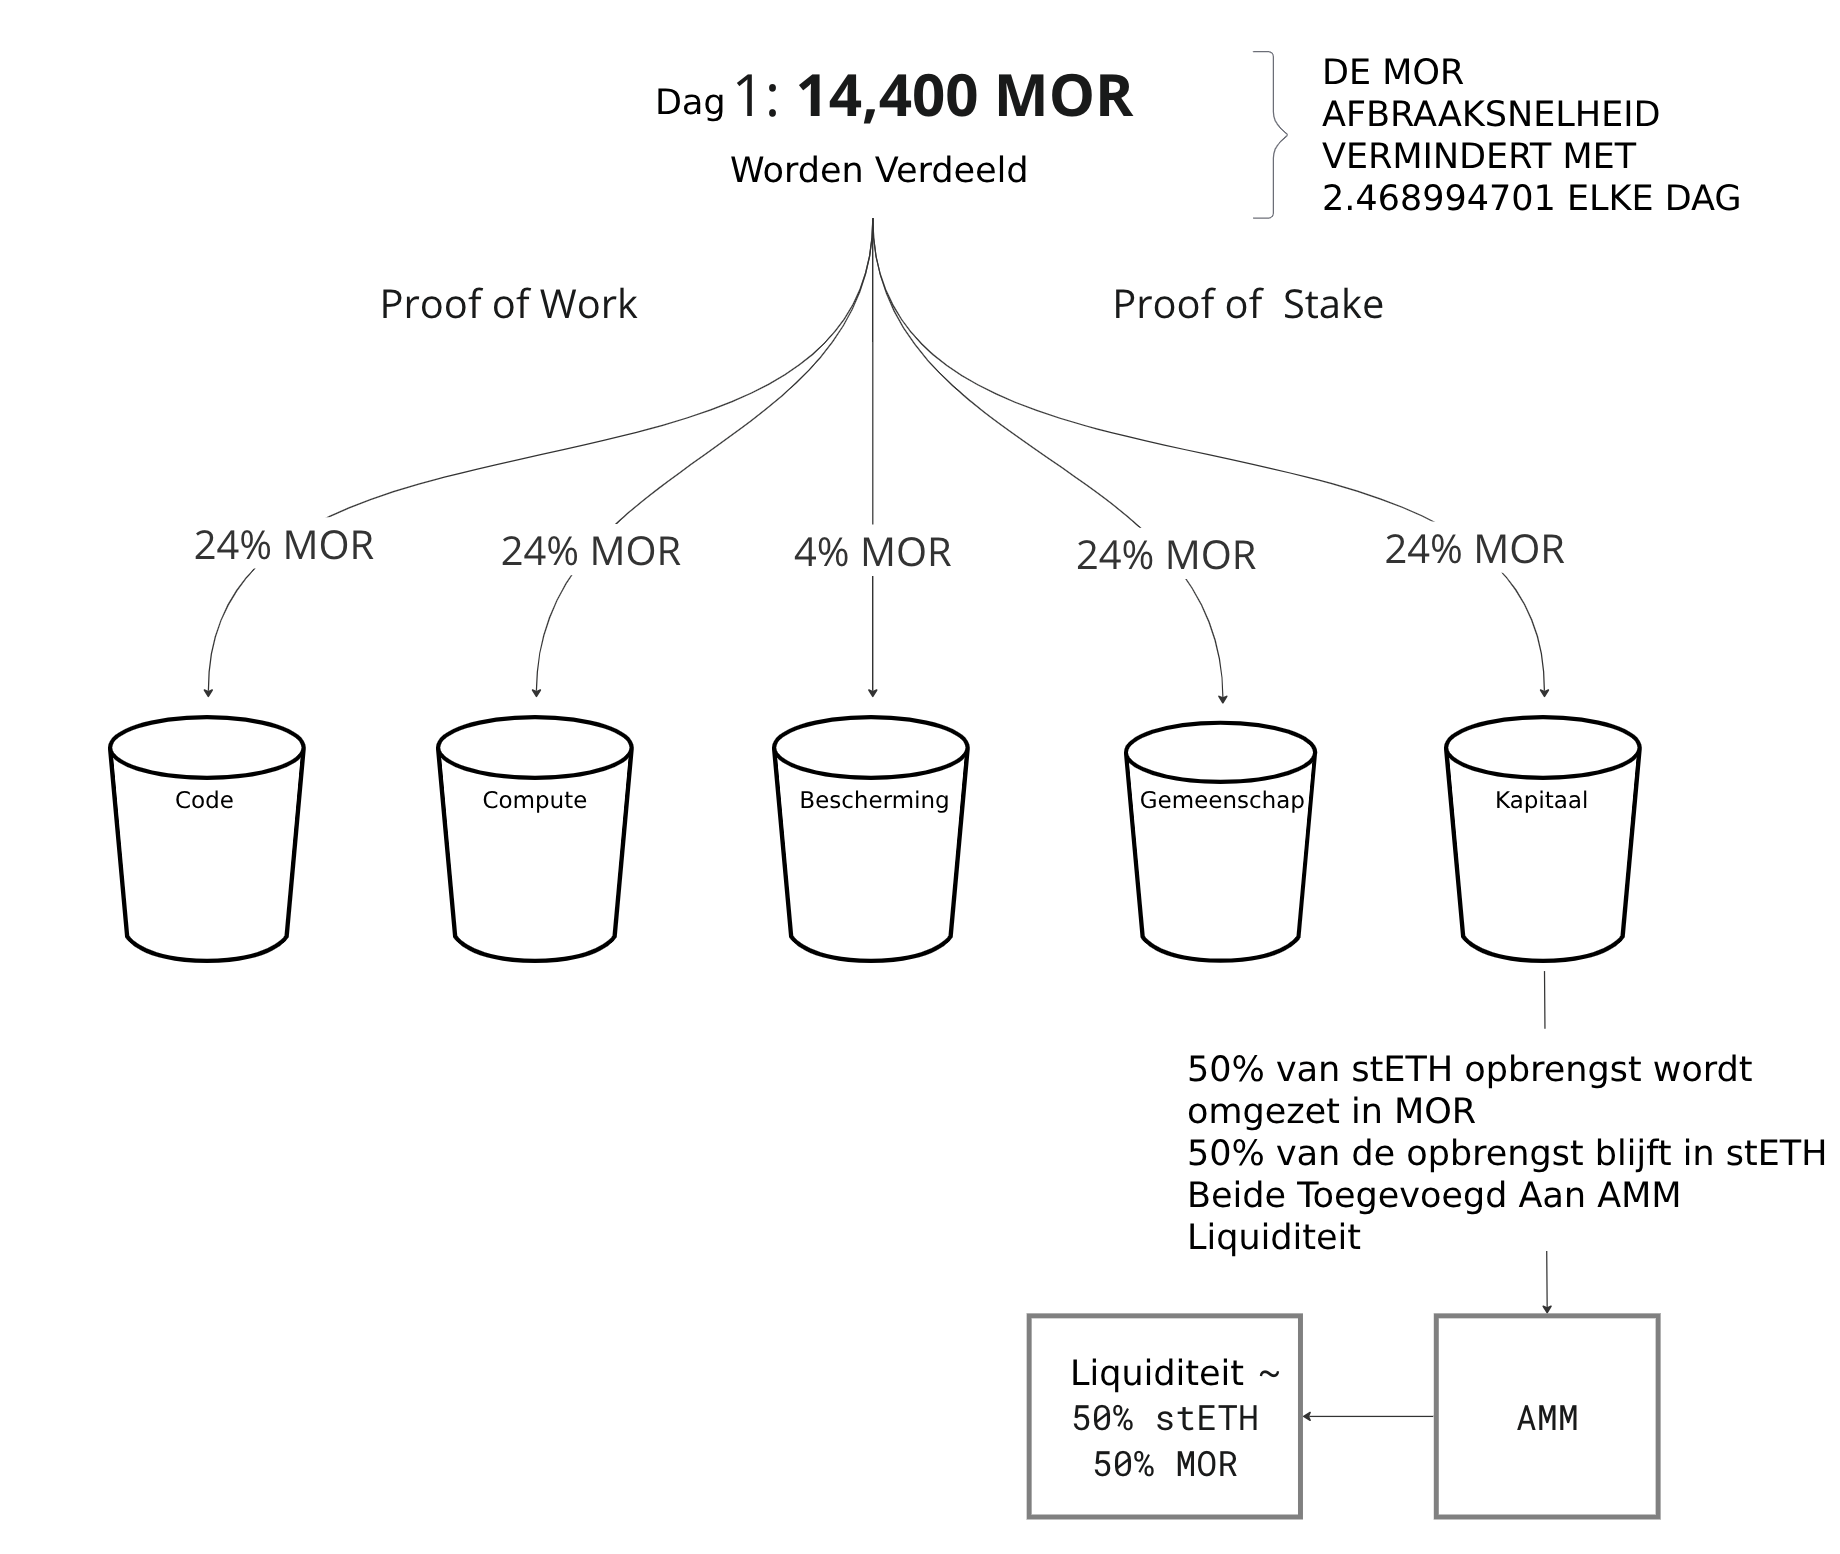 Dag 1: 14,400 MOR
Worden Verdeeld
DE MOR
AFBRAAKSNELHEID
VERMINDERT MET
2.468994701 ELKE DAG
Proof of Work
Proof of Stake
24% MOR
24% MOR
4% MOR
24% MOR
24% MOR
Code
Compute
Bescherming
Gemeenschap
Kapitaal
50% van stETH opbrengst wordt
omgezet in MOR
50% van de opbrengst blijft in stETH
Beide Toegevoegd Aan AMM
Liquiditeit
Liquiditeit ~
50% stETH
50% MOR
AMM